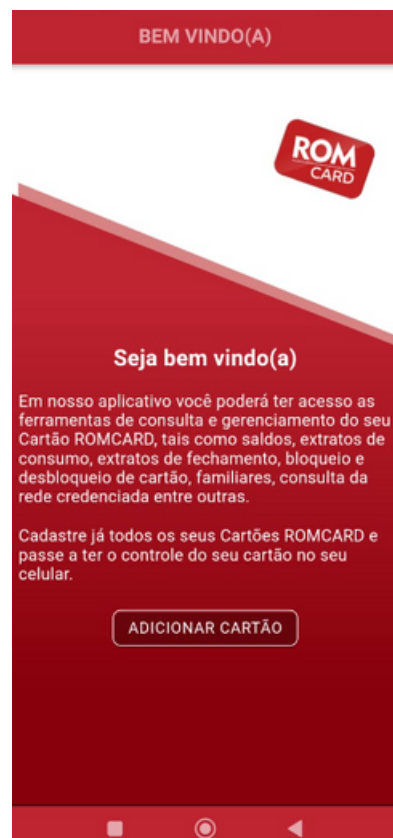 BEM VINDO(A)
ROM
CARD
Seja bem vindo(a)
Em nosso aplicativo você poderá ter acesso as
ferramentas de consulta e gerenciamento do seu
Cartão ROMCARD, tais como saldos, extratos de
consumo, extratos de fechamento, bloqueio e
desbloqueio de cartão, familiares, consulta da
rede credenciada entre outras.
Cadastre já todos os seus Cartões ROMCARD e
passe a ter o controle do seu cartão no seu
celular.
ADICIONAR CARTÃO